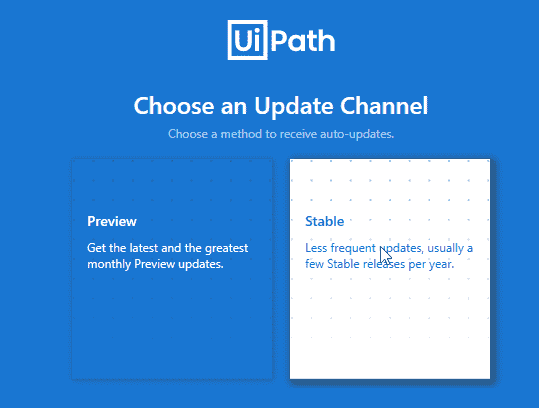 UiPath
Choose an Update Channel
Choose a method to receive auto-updates.
Preview
Get the latest and the greatest
monthly Preview updates.
Stable
Less frequent updates, usually a
few Stable releases per year.